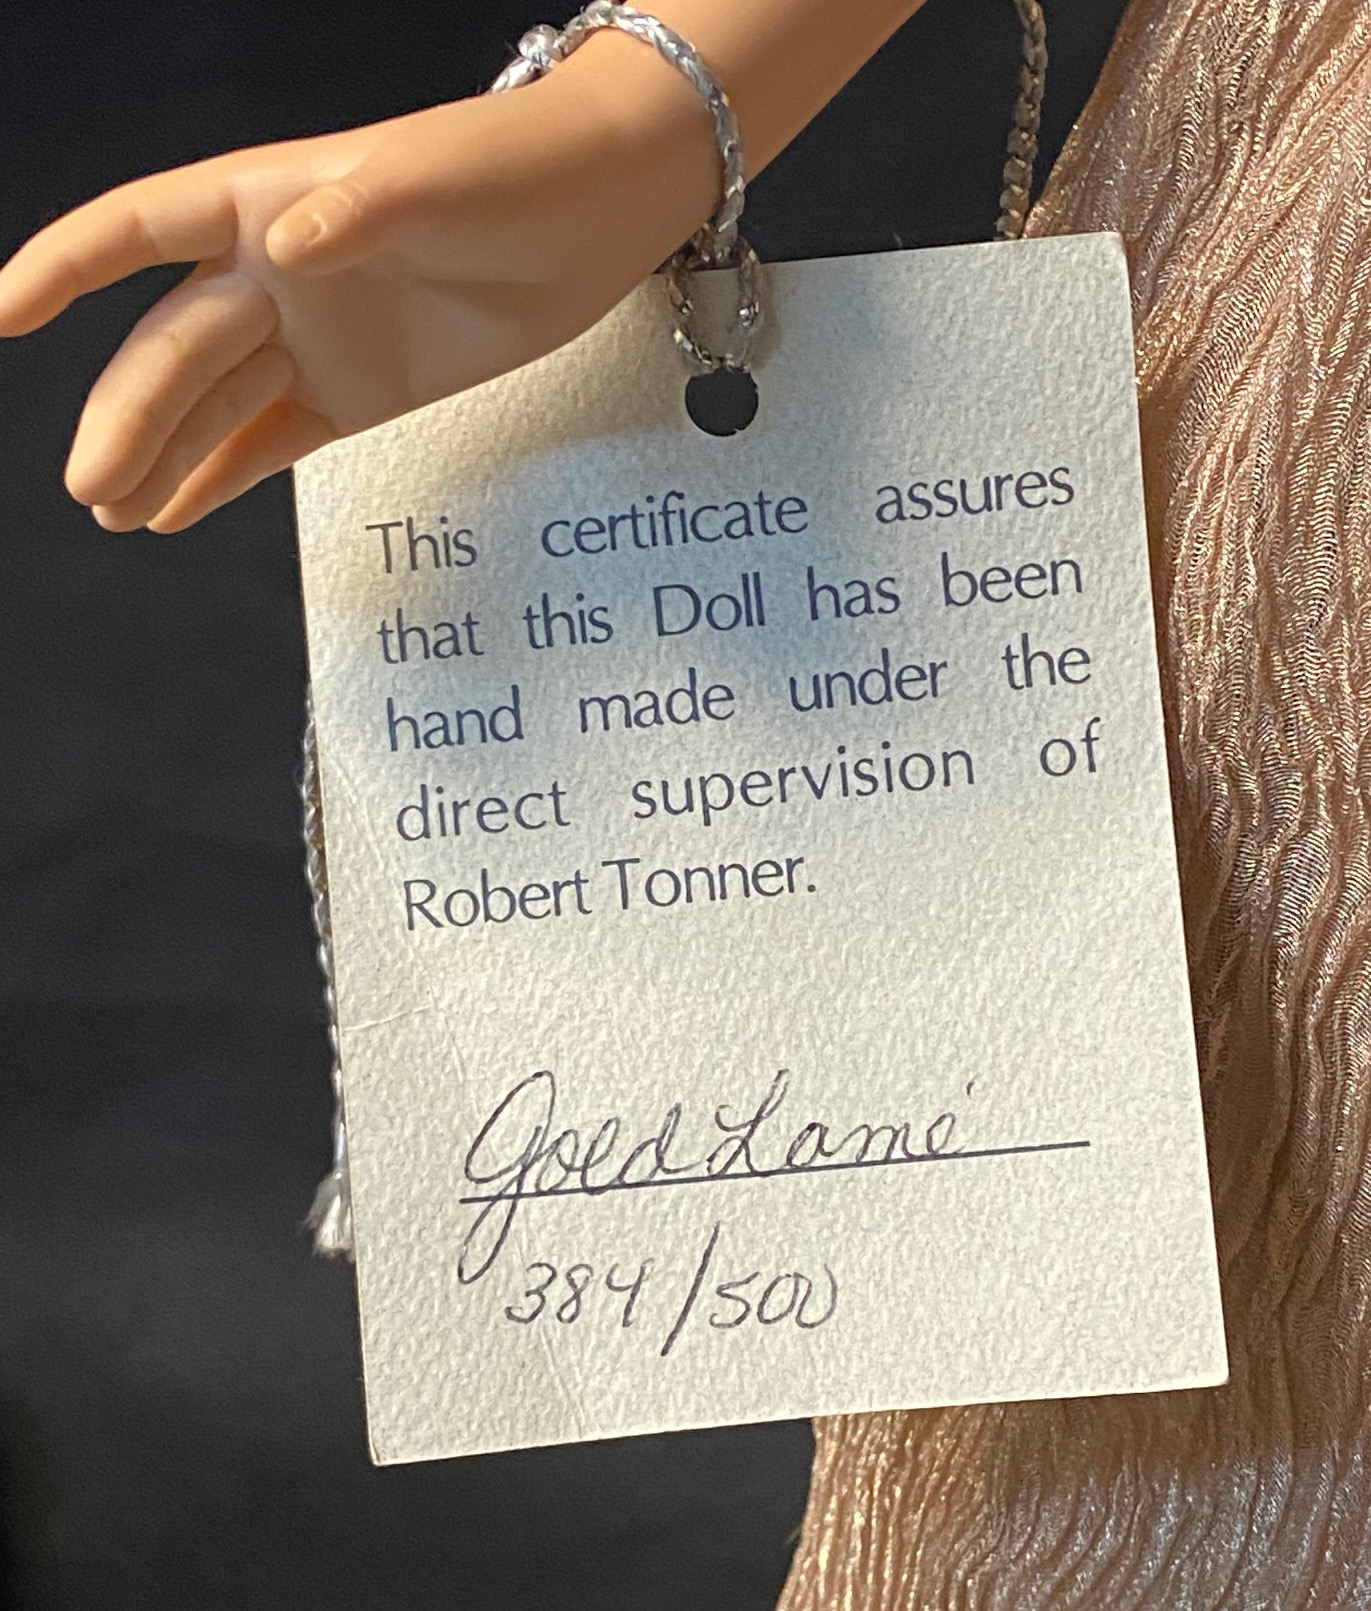 This certificate assures
that this Doll has been
hand made under the
direct supervision of
Robert Tonner.
Gold Lamé
384/500